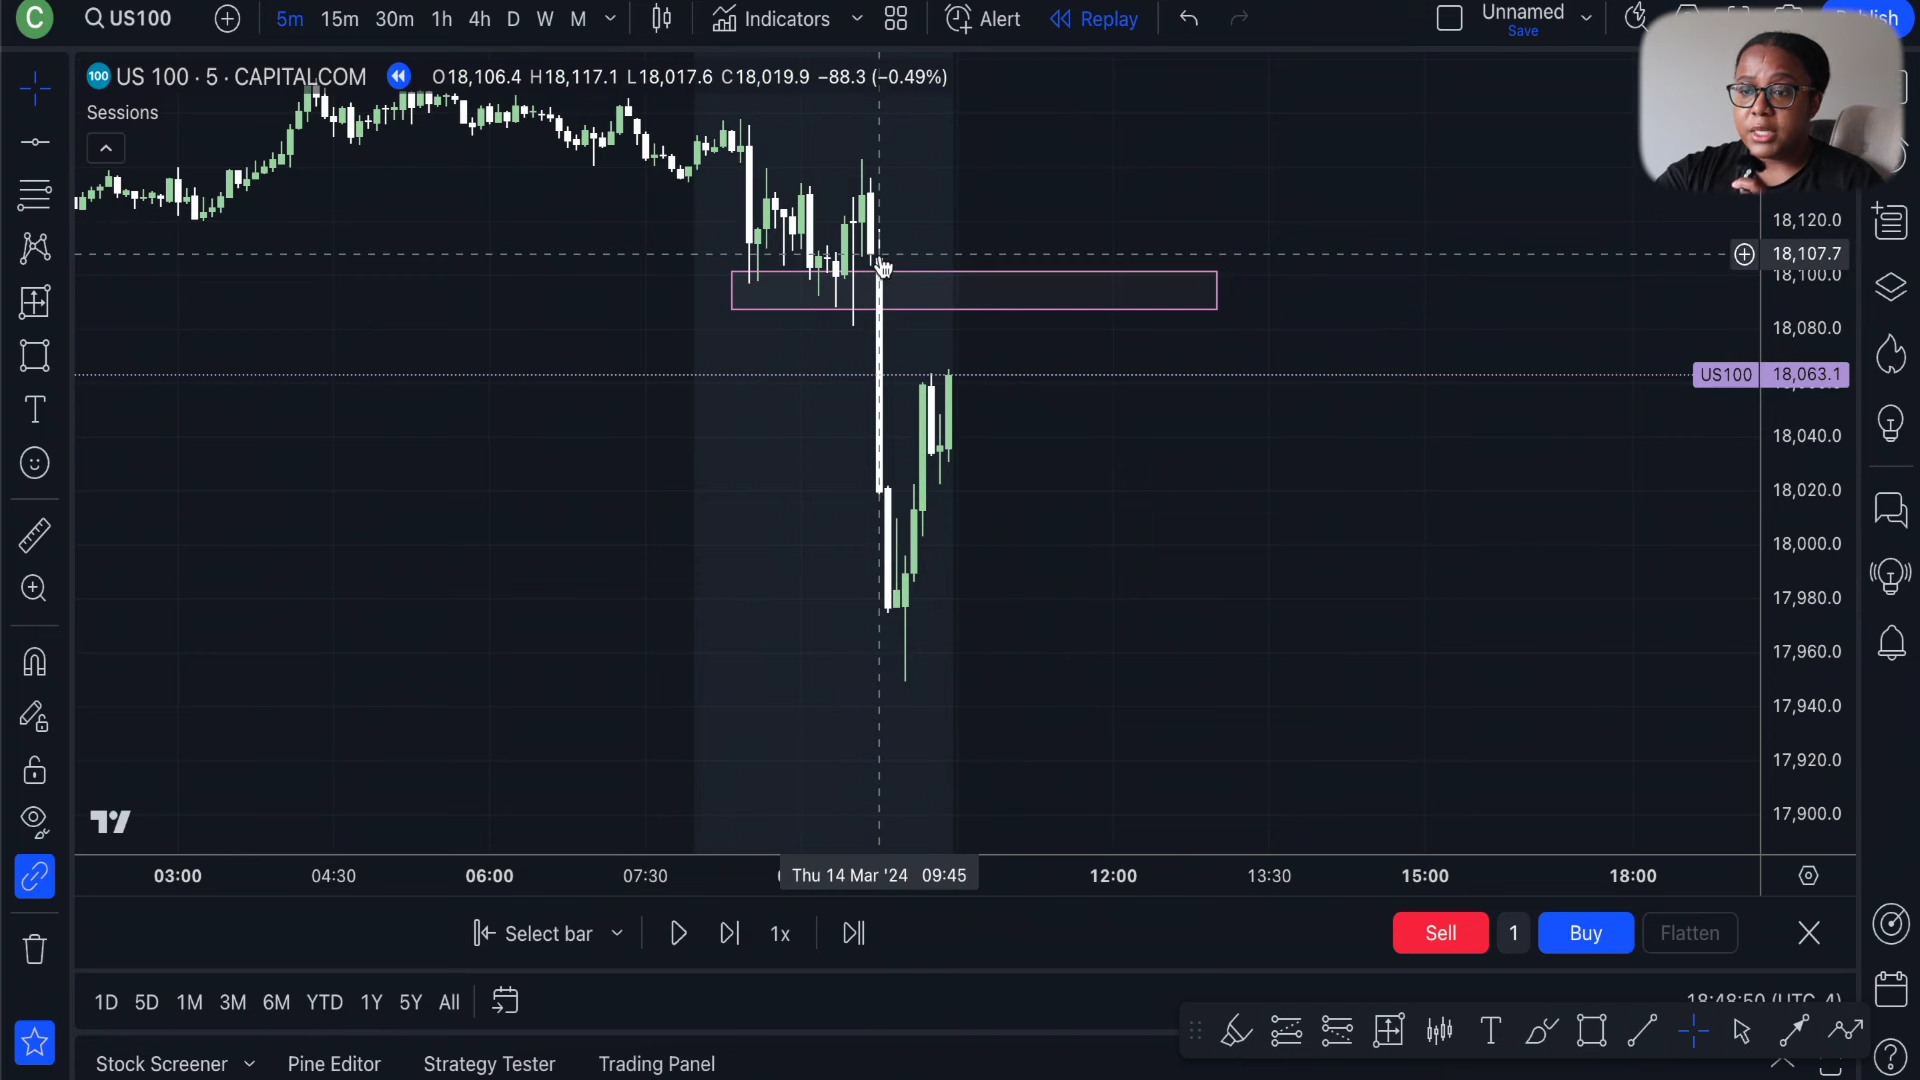 C
US100
5m 15m 30m 1h 4h D W M
Indicators
Alert
Replay
Unnamed
Save
100 US 100 · 5 · CAPITALCOM
O18,106.4 H18,117.1 L18,017.6 C18,019.9 −88.3 (−0.49%)
Sessions
18,120.0
18,107.7
18,100.0
18,080.0
US100 18,063.1
18,040.0
18,020.0
18,000.0
17,980.0
17,960.0
17,940.0
17,920.0
17,900.0
03:00 04:30 06:00 07:30 Thu 14 Mar '24 09:45 12:00 13:30 15:00 18:00
Select bar
1x
Sell 1 Buy Flatten
1D 5D 1M 3M 6M YTD 1Y 5Y All
18:48:50 (UTC-4)
Stock Screener Pine Editor Strategy Tester Trading Panel